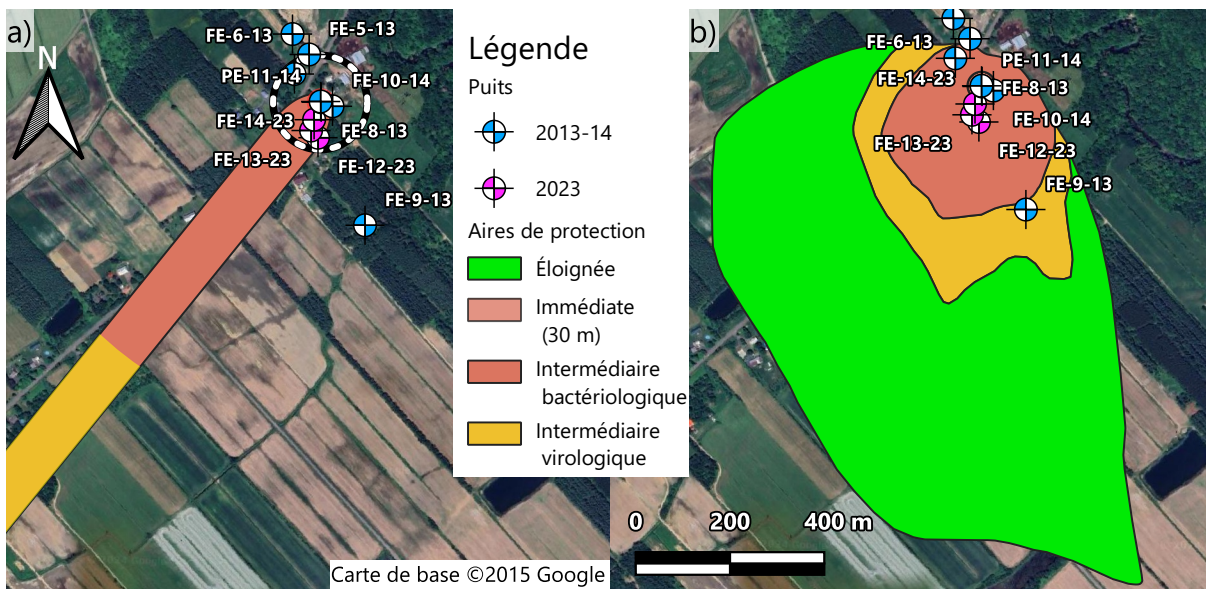 a)
N
FE-5-13
FE-6-13
PE-11-14
FE-10-14
FE-14-23
FE-8-13
FE-13-23
FE-12-23
FE-9-13
Carte de base ©2015 Google
Légende
Puits
2013-14
2023
Aires de protection
Éloignée
Immédiate
(30 m)
Intermédiaire
bactériologique
Intermédiaire
virologique
b)
FE-6-13
PE-11-14
FE-14-23
FE-8-13
FE-10-14
FE-13-23
FE-12-23
FE-9-13
0 200 400 m